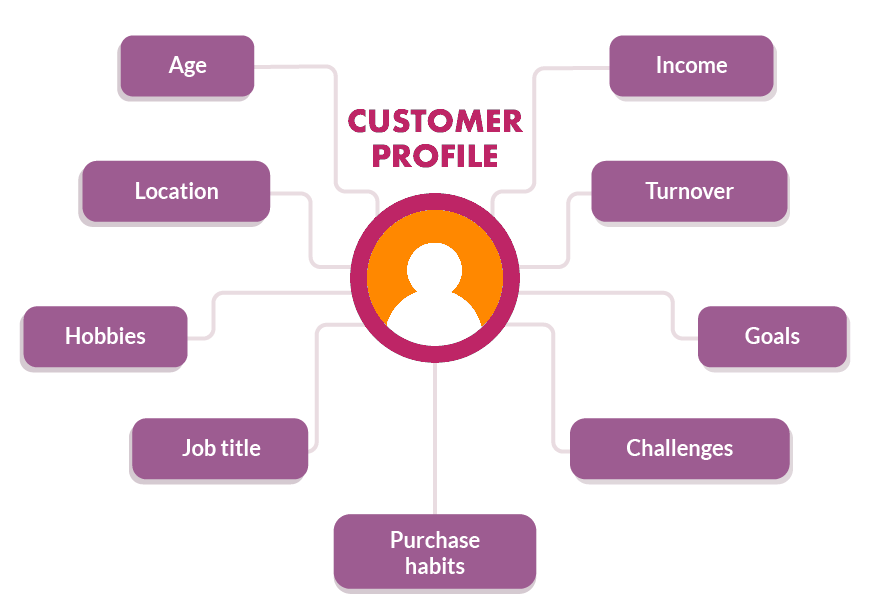 Age
Income
CUSTOMER
PROFILE
Location
Turnover
Hobbies
Goals
Job title
Challenges
Purchase
habits